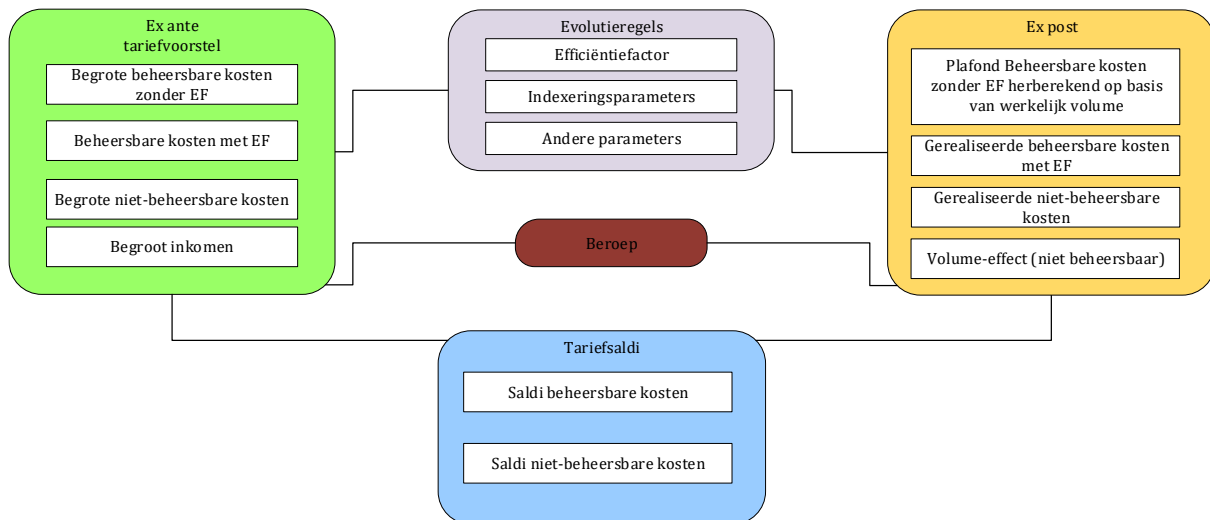 Ex ante
tariefvoorstel
Begrote beheersbare kosten
zonder EF
Beheersbare kosten met EF
Begrote niet-beheersbare kosten
Begroot inkomen
Evolutieregels
Efficiëntiefactor
Indexeringsparameters
Andere parameters
Ex post
Plafond Beheersbare kosten
zonder EF herberekend op basis
van werkelijk volume
Gerealiseerde beheersbare kosten
met EF
Gerealiseerde niet-beheersbare
kosten
Volume-effect (niet beheersbaar)
Beroep
Tariefsaldi
Saldi beheersbare kosten
Saldi niet-beheersbare kosten